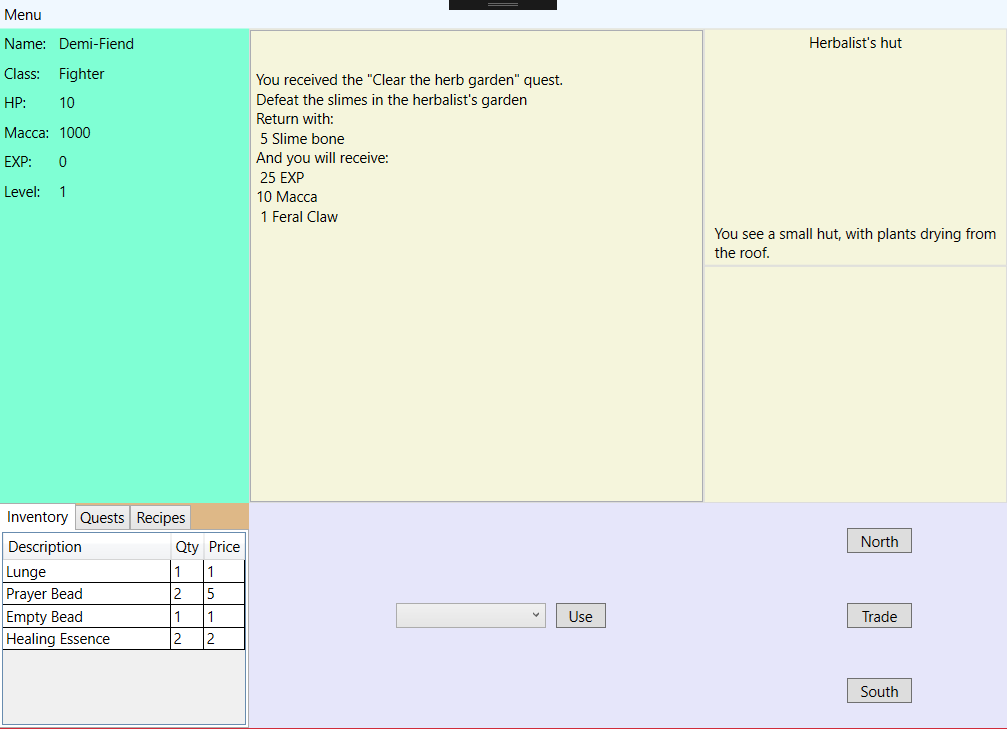 Menu
Name: Demi-Fiend
Class: Fighter
HP: 10
Macca: 1000
EXP: 0
Level: 1
You received the "Clear the herb garden" quest.
Defeat the slimes in the herbalist's garden
Return with:
5 Slime bone
And you will receive:
25 EXP
10 Macca
1 Feral Claw
Herbalist's hut
You see a small hut, with plants drying from
the roof.
Inventory Quests Recipes
Description Qty Price
Lunge 1 1
Prayer Bead 2 5
Empty Bead 1 1
Healing Essence 2 2
Use
North
Trade
South